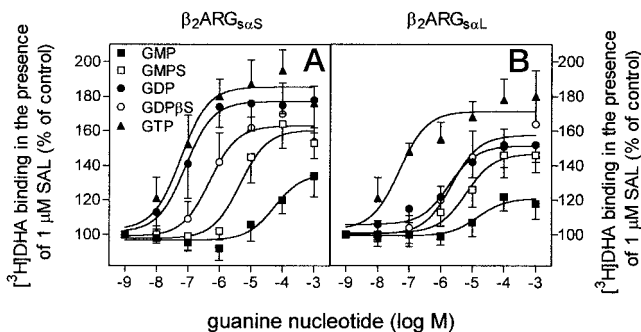 β₂ARGsαS
β₂ARGsαL
[³H]DHA binding in the presence
of 1 μM SAL (% of control)
200
180
160
140
120
100
GMP
GMPS
GDP
GDPβS
GTP
A
B
200
180
160
140
120
100
[³H]DHA binding in the presence
of 1 μM SAL (% of control)
-9 -8 -7 -6 -5 -4 -3
-9 -8 -7 -6 -5 -4 -3
guanine nucleotide (log M)